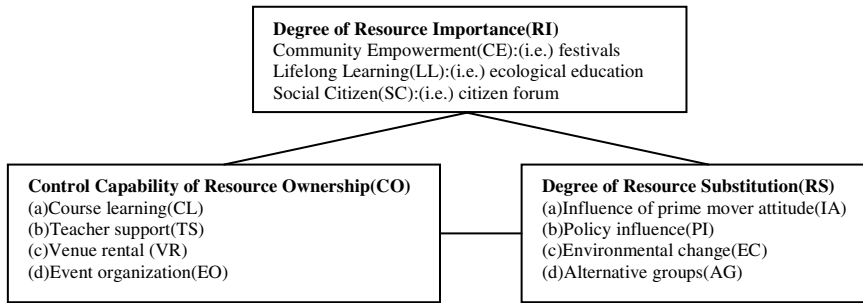 Degree of Resource Importance(RI)
Community Empowerment(CE):(i.e.) festivals
Lifelong Learning(LL):(i.e.) ecological education
Social Citizen(SC):(i.e.) citizen forum
Control Capability of Resource Ownership(CO)
(a)Course learning(CL)
(b)Teacher support(TS)
(c)Venue rental (VR)
(d)Event organization(EO)
Degree of Resource Substitution(RS)
(a)Influence of prime mover attitude(IA)
(b)Policy influence(PI)
(c)Environmental change(EC)
(d)Alternative groups(AG)